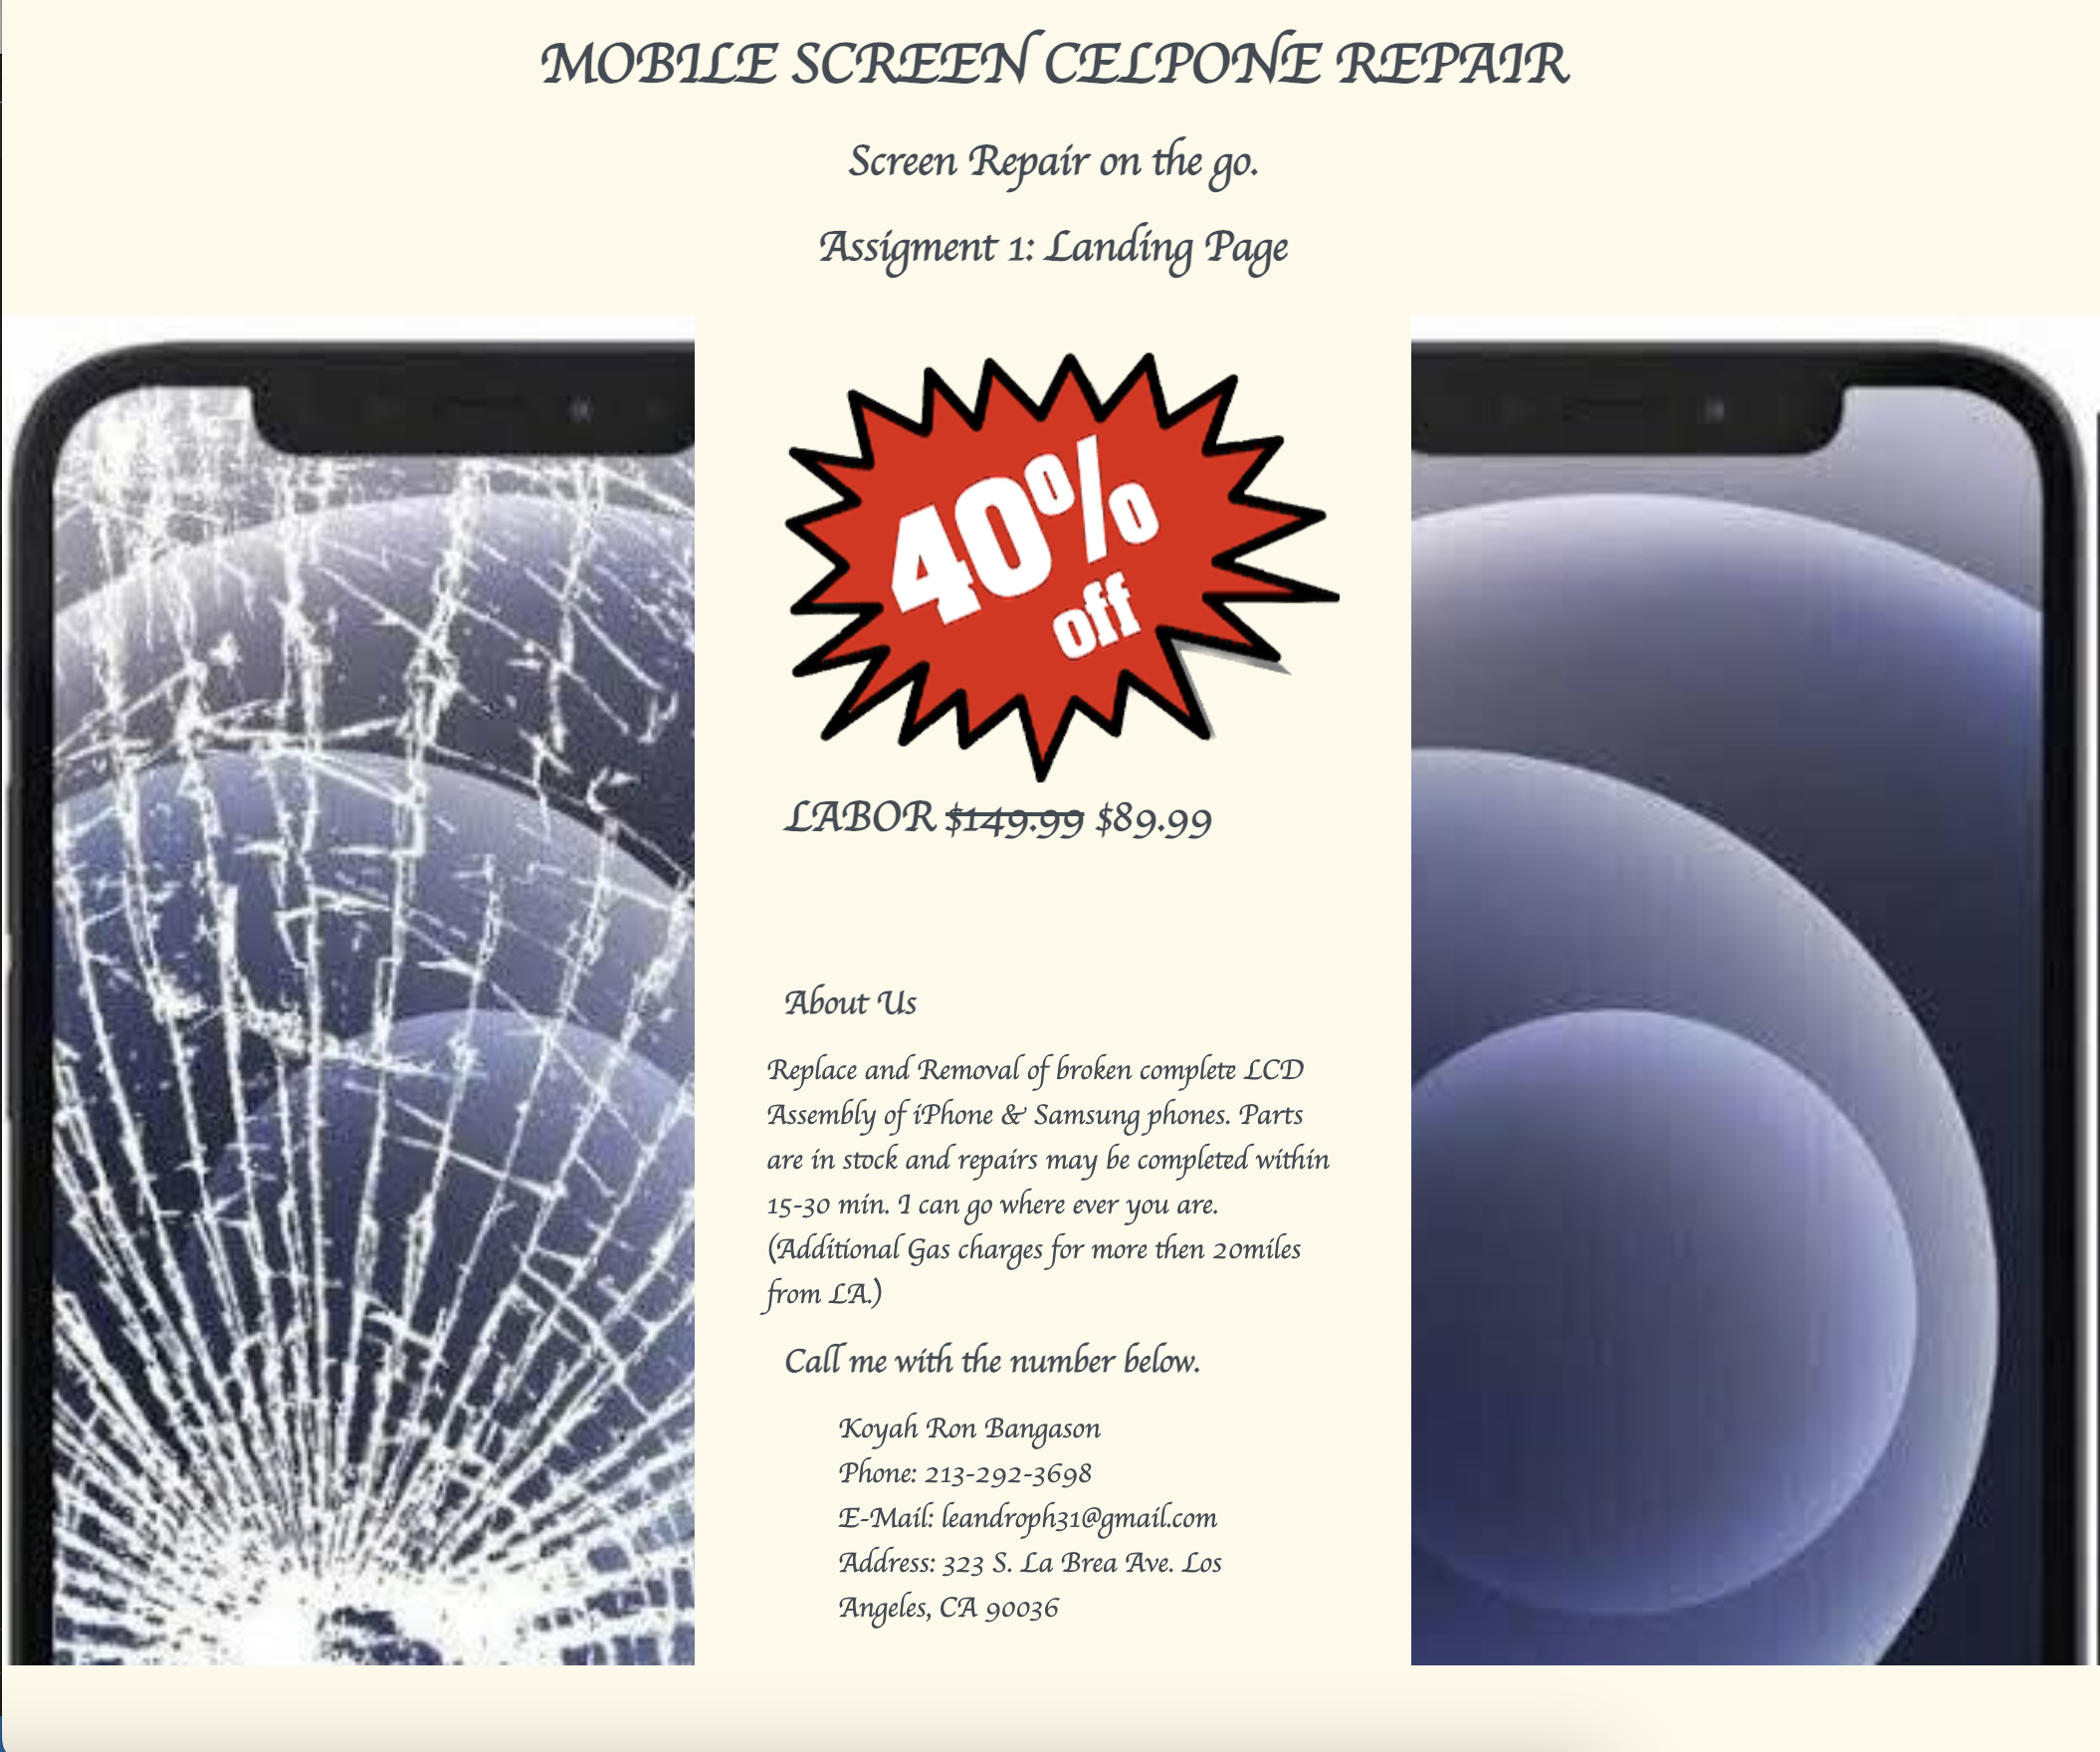 MOBILE SCREEN CELPONE REPAIR
Screen Repair on the go.
Assigment 1: Landing Page
40%
off
LABOR $149.99 $89.99
About Us
Replace and Removal of broken complete LCD
Assembly of iPhone & Samsung phones. Parts
are in stock and repairs may be completed within
15-30 min. I can go where ever you are.
(Additional Gas charges for more then 20miles
from LA.)
Call me with the number below.
Koyah Ron Bangason
Phone: 213-292-3698
E-Mail: leandroph31@gmail.com
Address: 323 S. La Brea Ave. Los
Angeles, CA 90036